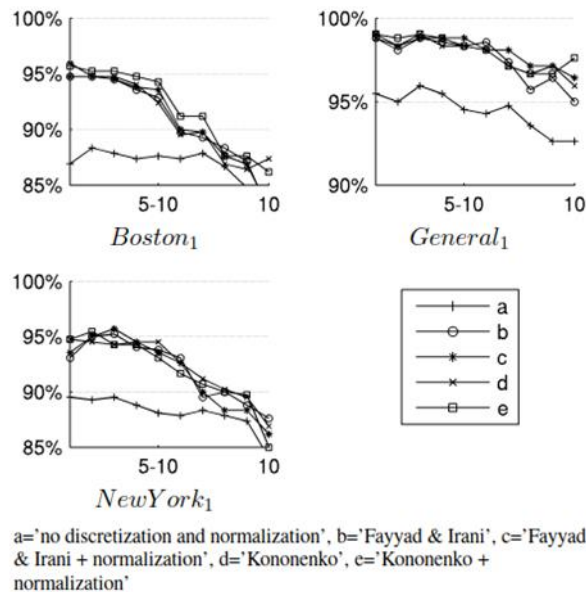 100%
95%
90%
85%
5-10
10
Boston1
100%
95%
90%
5-10
10
General1
100%
95%
90%
85%
5-10
10
NewYork1
a
b
c
d
e
a='no discretization and normalization', b='Fayyad & Irani', c='Fayyad
& Irani + normalization', d='Kononenko', e='Kononenko +
normalization'